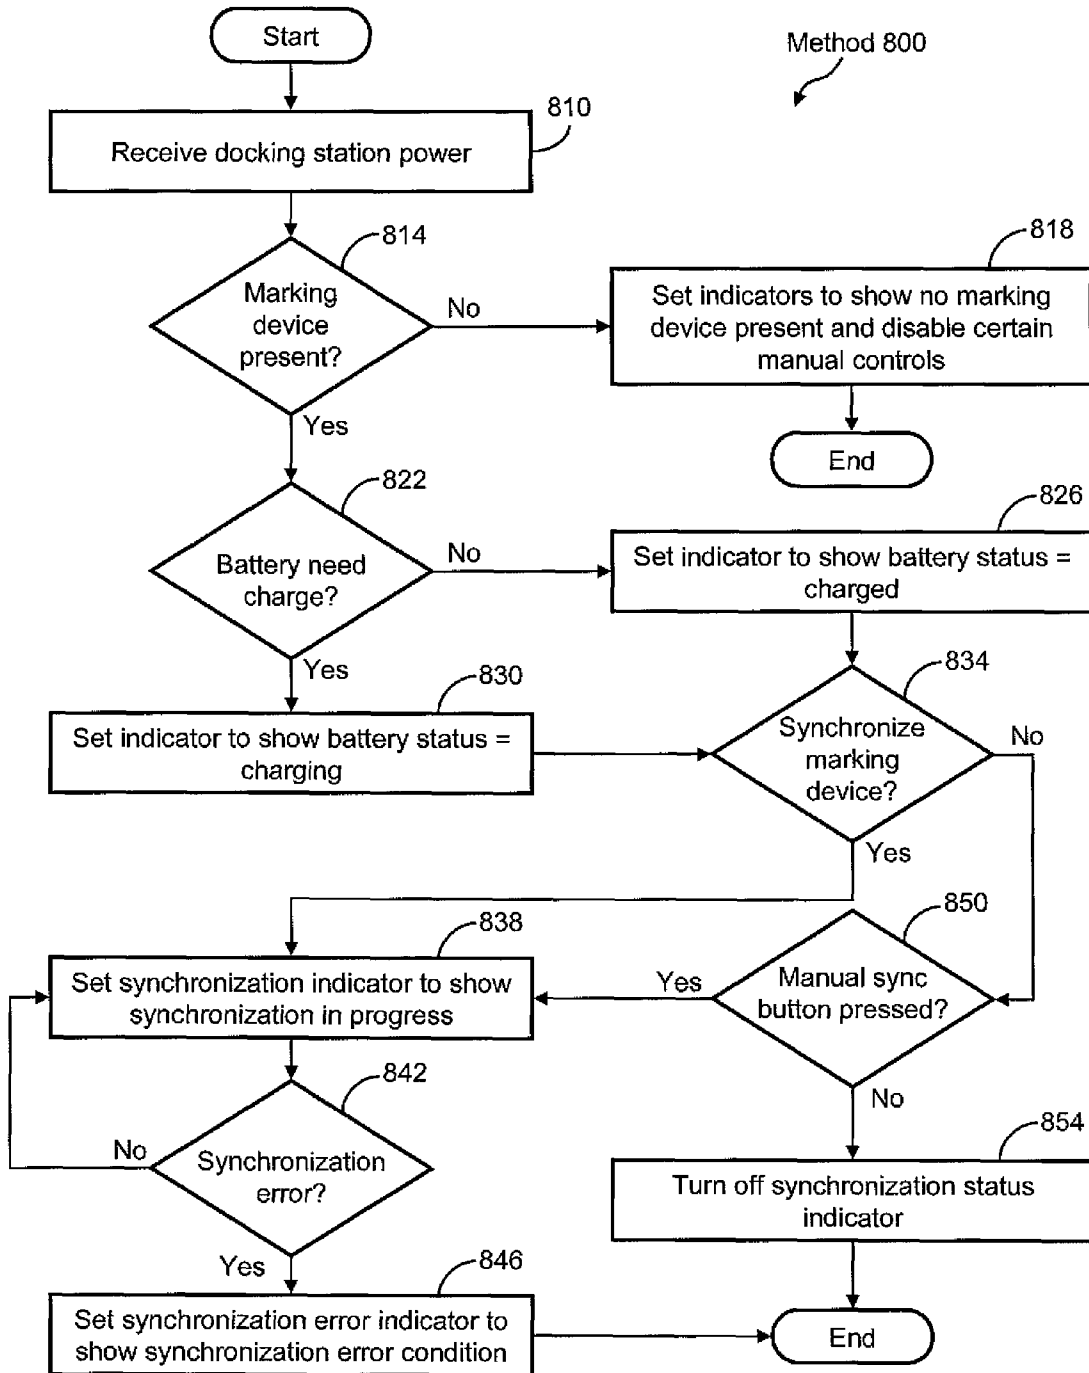 Start
Method 800
810
Receive docking station power
814
Marking
device
present?
No
Yes
818
Set indicators to show no marking
device present and disable certain
manual controls
End
822
Battery need
charge?
No
Yes
826
Set indicator to show battery status =
charged
830
Set indicator to show battery status =
charging
834
Synchronize
marking
device?
No
Yes
838
Set synchronization indicator to show
synchronization in progress
850
Manual sync
button pressed?
Yes
No
842
Synchronization
error?
No
Yes
854
Turn off synchronization status
indicator
846
Set synchronization error indicator to
show synchronization error condition
End